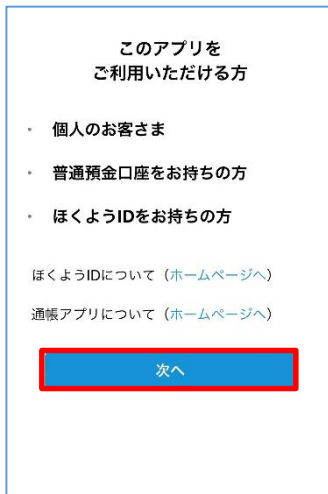 このアプリを
ご利用いただける方
・ 個人のお客さま
・ 普通預金口座をお持ちの方
・ ほくようIDをお持ちの方
ほくようIDについて（ホームページへ）
通帳アプリについて（ホームページへ）
次へ